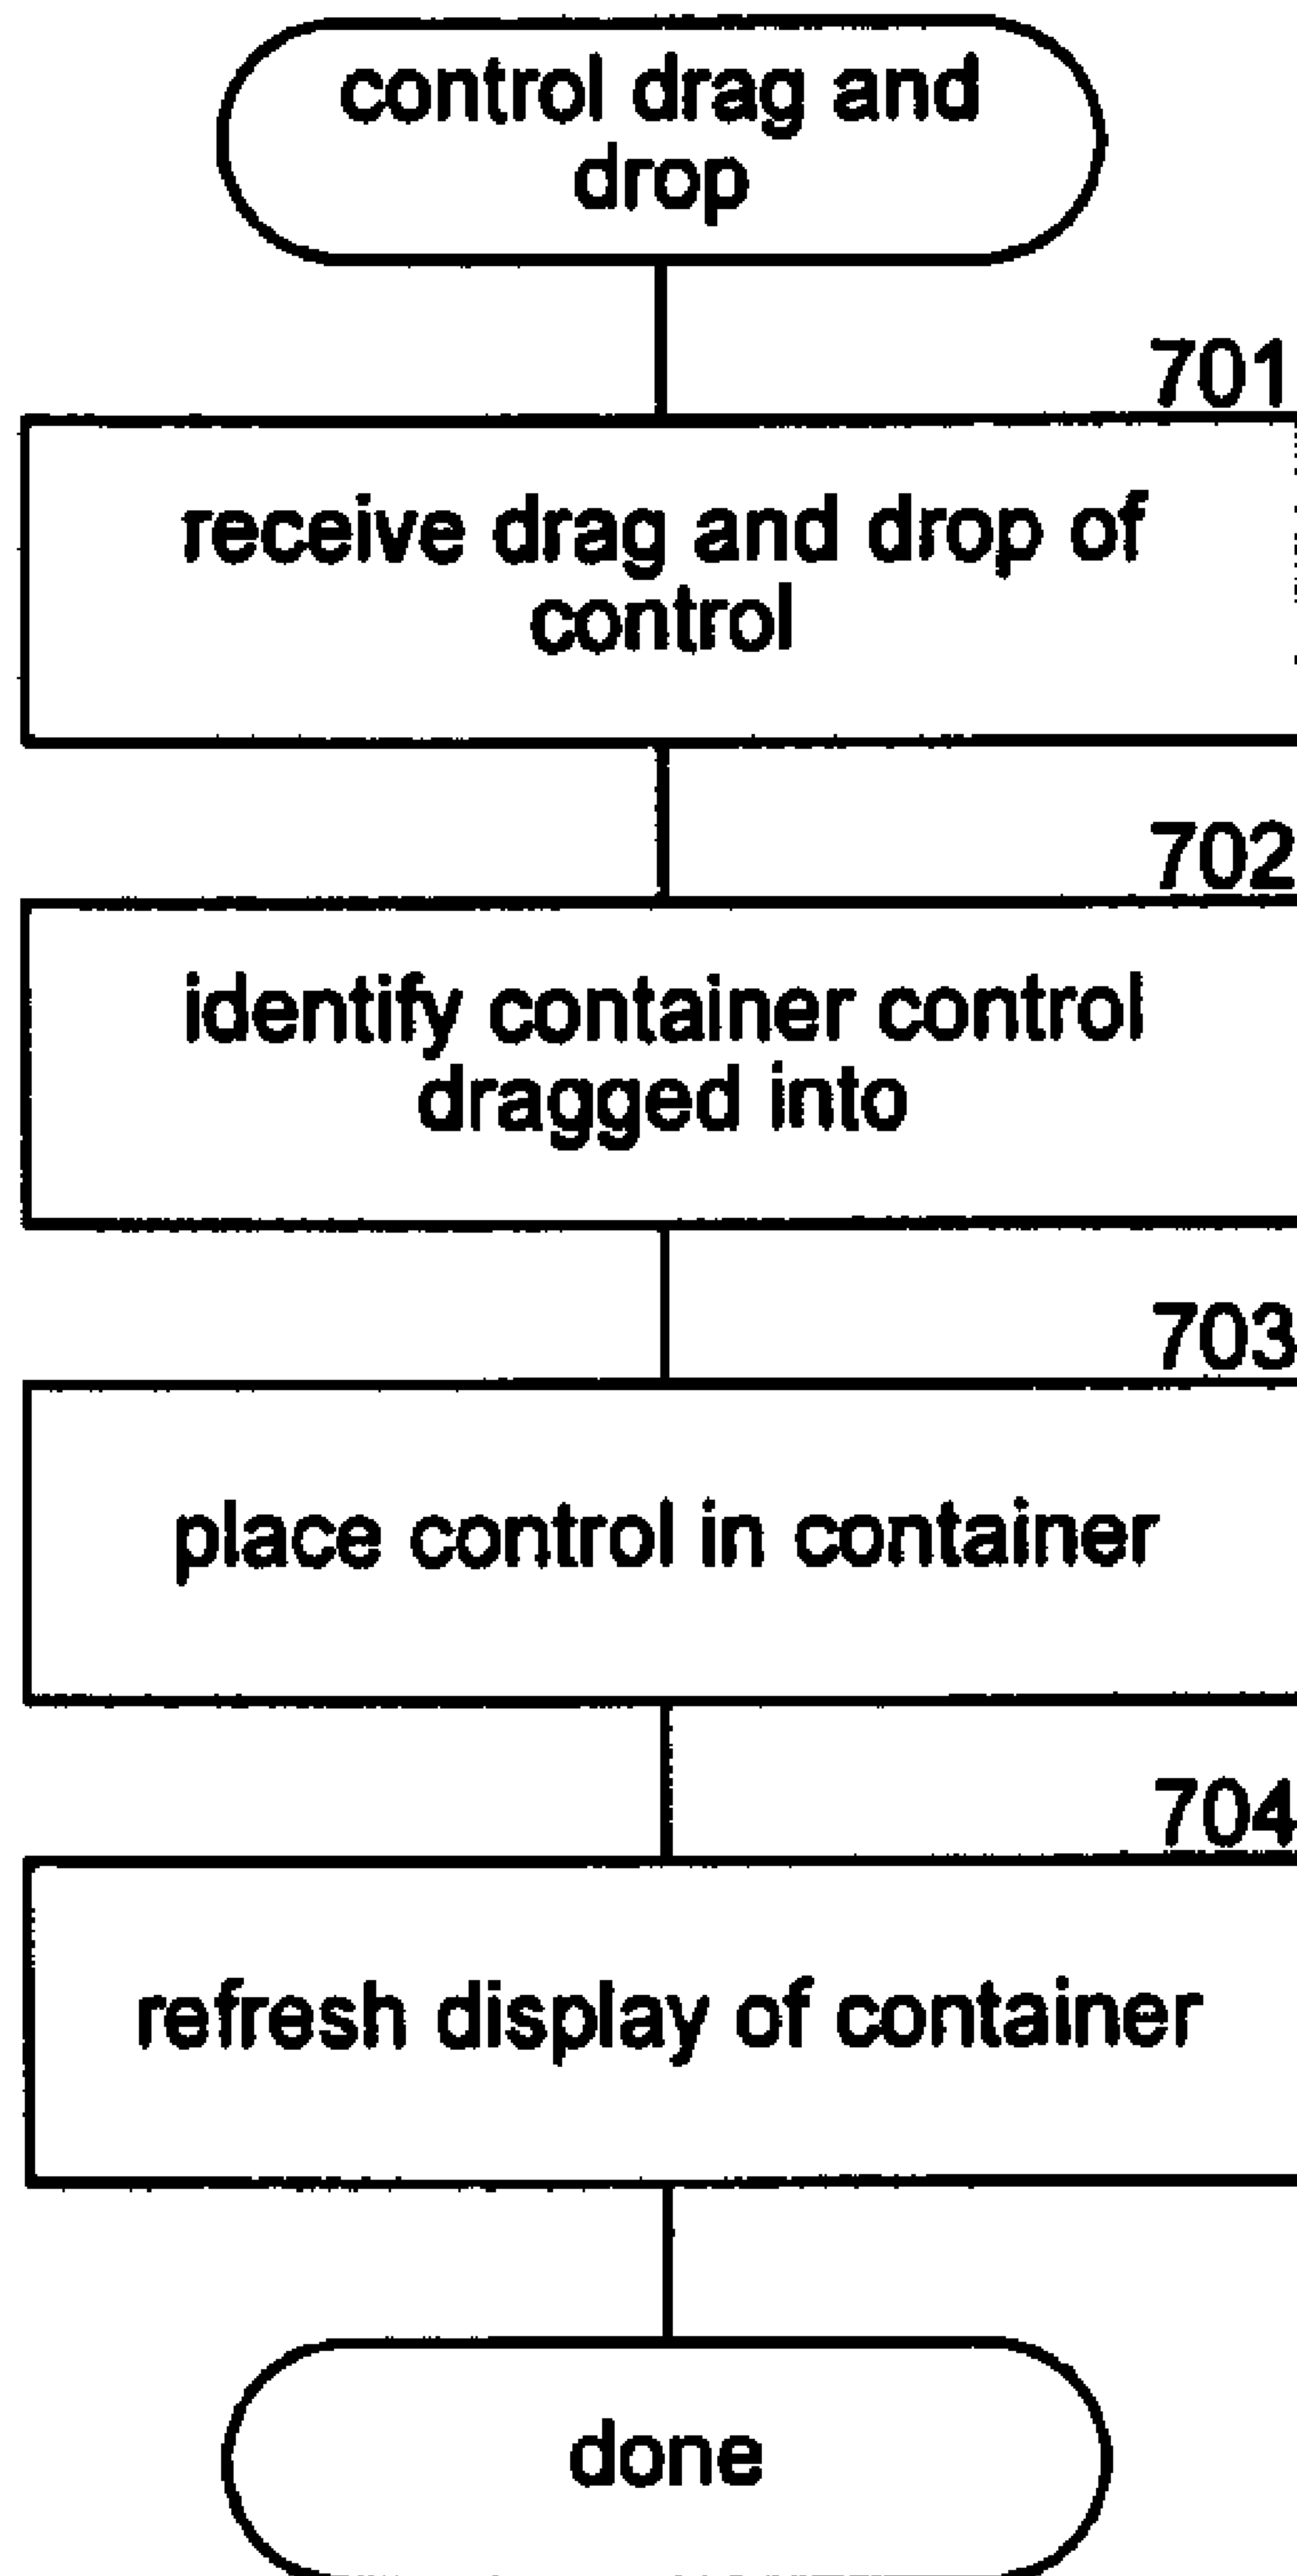 control drag and
drop
701
receive drag and drop of
control
702
identify container control
dragged into
703
place control in container
704
refresh display of container
done